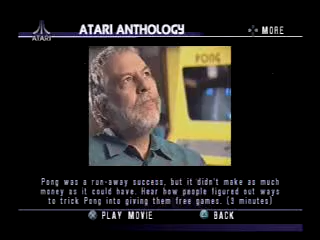 ATARI ANTHOLOGY
MORE
ATARI
PONG
Pong was a run-away success, but it didn't make as much
money as it could have. Hear how people figured out ways
to trick Pong into giving them free games. (3 minutes)
PLAY MOVIE
BACK